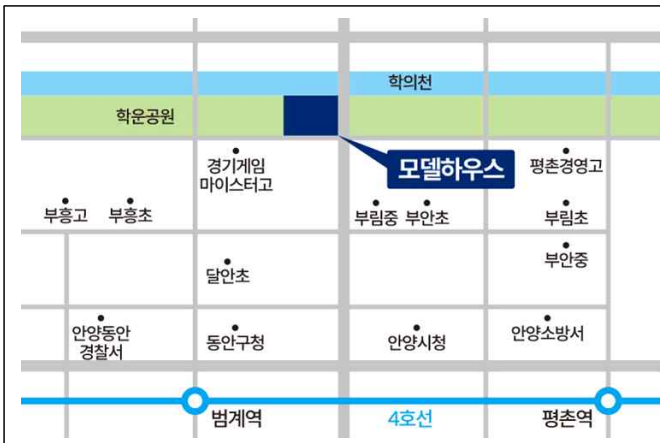 학의천
학운공원
경기게임
마이스터고
모델하우스
평촌경영고
부흥고
부흥초
부림중
부안초
부림초
달안초
부안중
안양동안
경찰서
동안구청
안양시청
안양소방서
범계역
4호선
평촌역